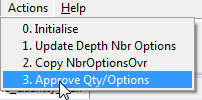 Actions Help
0. Initialise
1. Update Depth Nbr Options
2. Copy NbrOptionsOvr
3. Approve Qty/Options